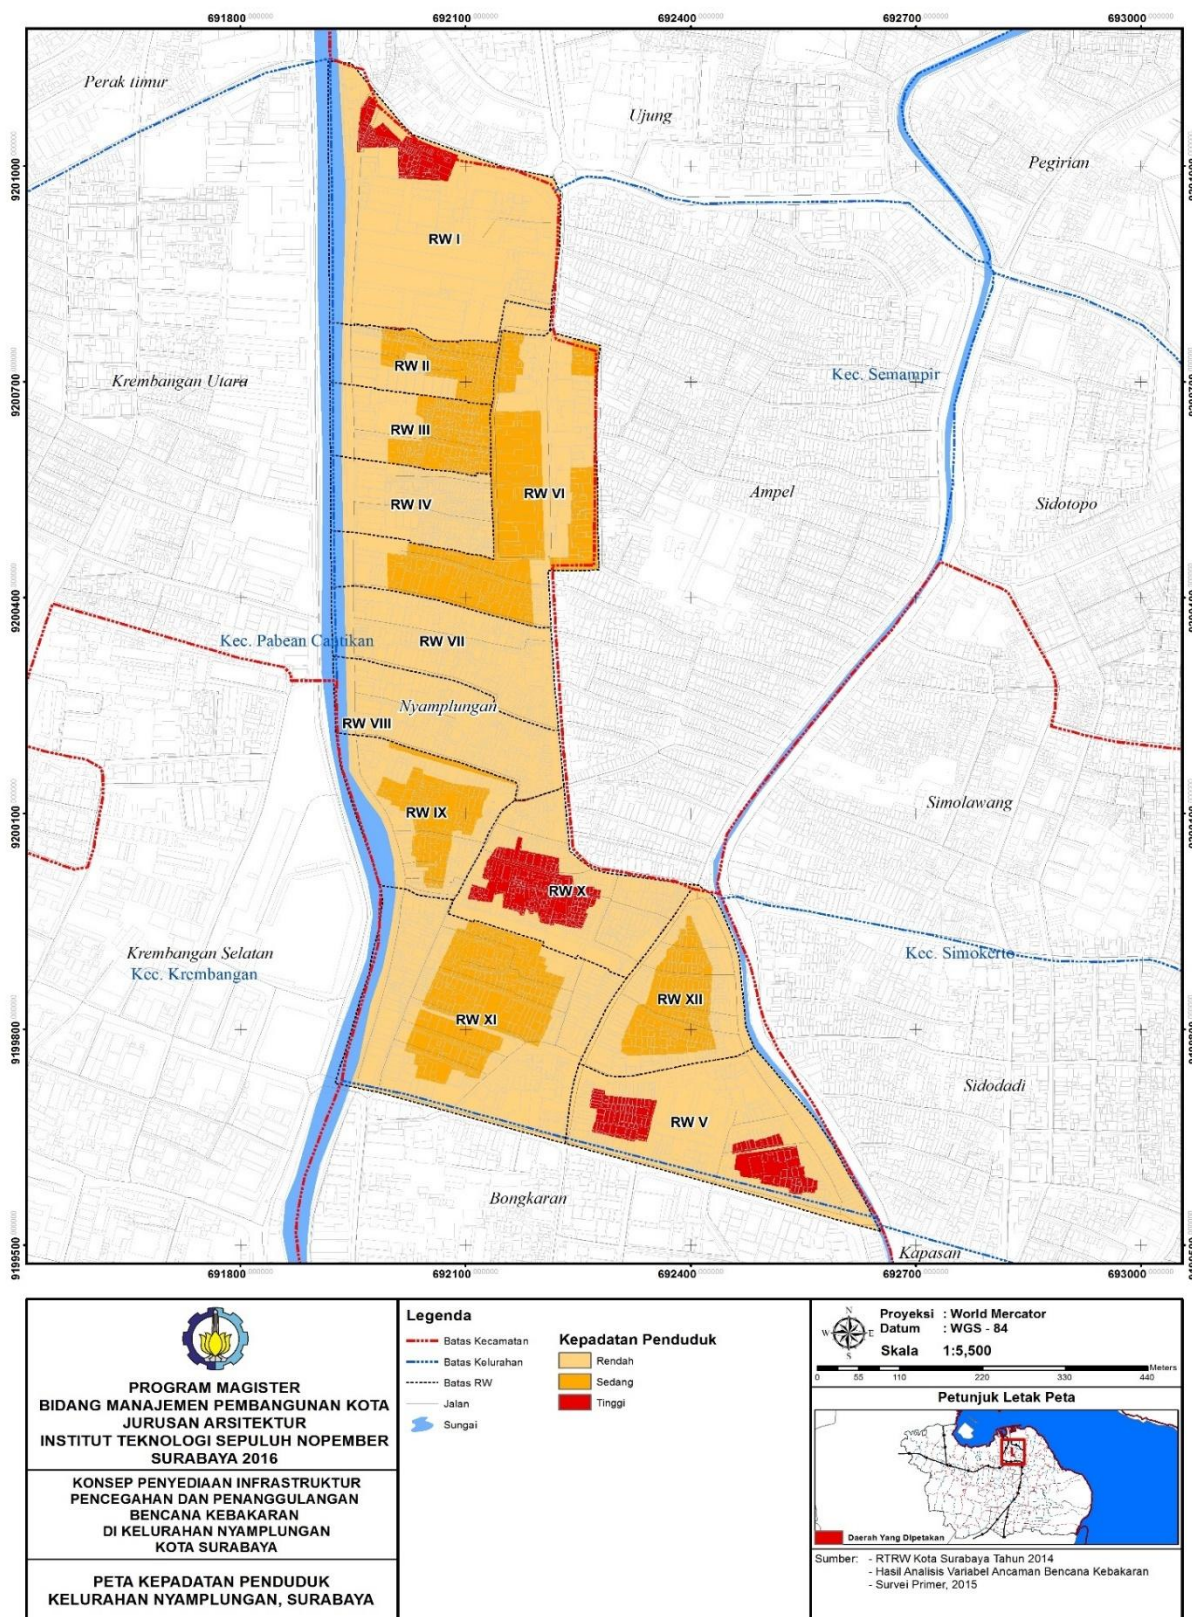 691800
692100
692400
692700
693000
Perak timur
Ujung
Pegirian
9201000
RW I
RW II
Krembangan Utara
Kec. Semampir
9200700
RW III
RW VI
Ampel
RW IV
Sidotopo
9200400
Kec. Pabean Cantikan
RW VII
Nyamplungan
RW VIII
RW IX
Simolawang
9200100
RW X
Krembangan Selatan
Kec. Krembangan
Kec. Simokerto
RW XII
RW XI
9199800
Sidodadi
RW V
Bongkaran
Kapasan
9199500
691800
692100
692400
692700
693000
PROGRAM MAGISTER
BIDANG MANAJEMEN PEMBANGUNAN KOTA
JURUSAN ARSITEKTUR
INSTITUT TEKNOLOGI SEPULUH NOPEMBER
SURABAYA 2016
KONSEP PENYEDIAAN INFRASTRUKTUR
PENCEGAHAN DAN PENANGGULANGAN
BENCANA KEBAKARAN
DI KELURAHAN NYAMPLUNGAN
KOTA SURABAYA
PETA KEPADATAN PENDUDUK
KELURAHAN NYAMPLUNGAN, SURABAYA
Legenda
Batas Kecamatan
Batas Kelurahan
Batas RW
Jalan
Sungai
Kepadatan Penduduk
Rendah
Sedang
Tinggi
N
W E
S
Proyeksi : World Mercator
Datum : WGS - 84
Skala 1:5,500
Meters
0 55 110 220 330 440
Petunjuk Letak Peta
Daerah Yang Dipetakan
Sumber: - RTRW Kota Surabaya Tahun 2014
- Hasil Analisis Variabel Ancaman Bencana Kebakaran
- Survei Primer, 2015